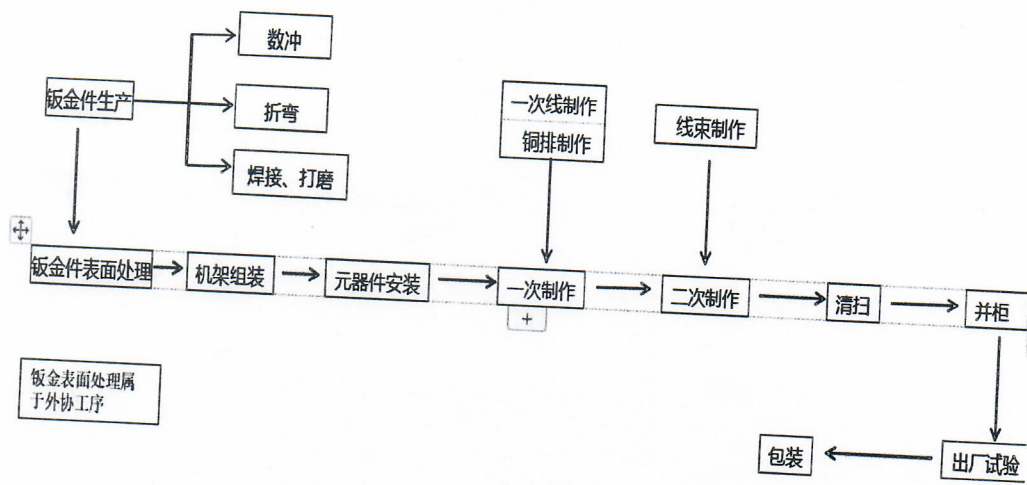 数冲
钣金件生产
折弯
焊接、打磨
一次线制作
铜排制作
线束制作
钣金件表面处理
机架组装
元器件安装
一次制作
二次制作
清扫
并柜
钣金表面处理属
于外协工序
包装
出厂试验